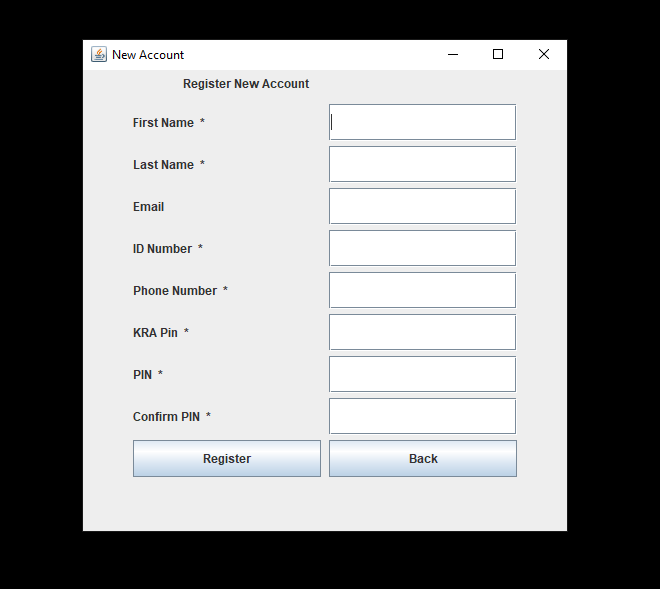 New Account
Register New Account
First Name *
Last Name *
Email
ID Number *
Phone Number *
KRA Pin *
PIN *
Confirm PIN *
Register Back